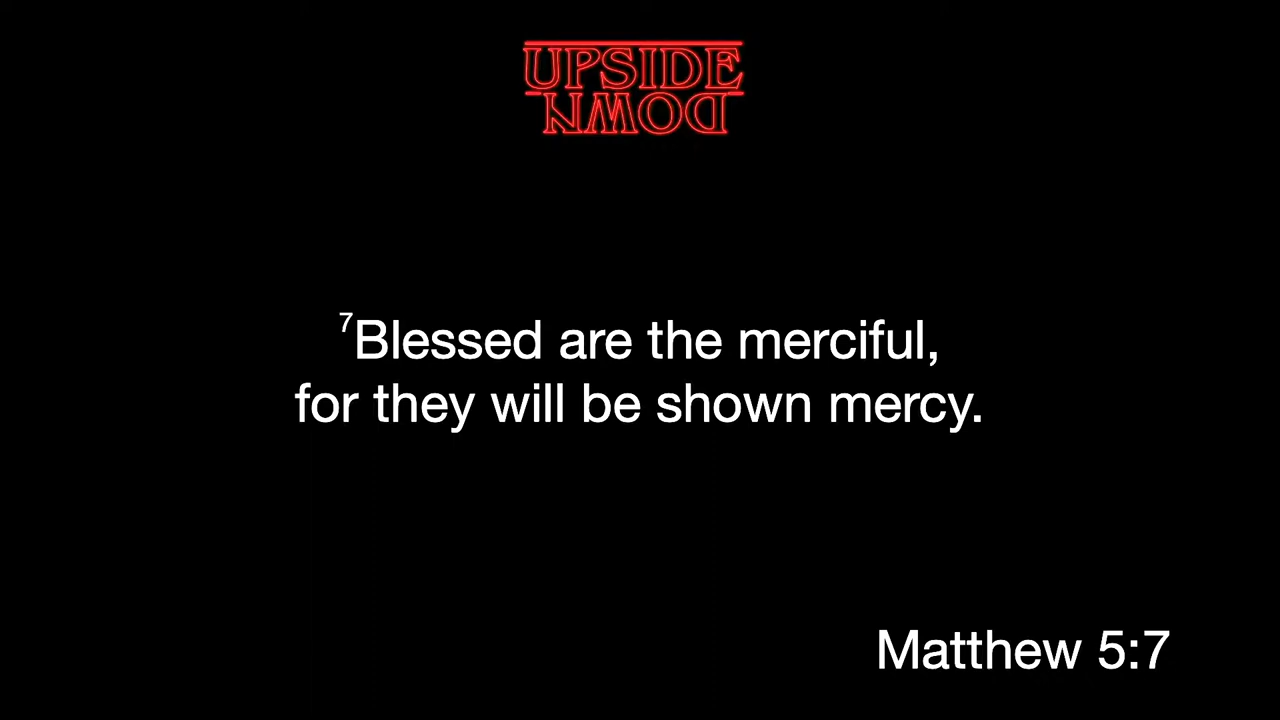 UPSIDE
DOWN
⁷Blessed are the merciful,
for they will be shown mercy.
Matthew 5:7